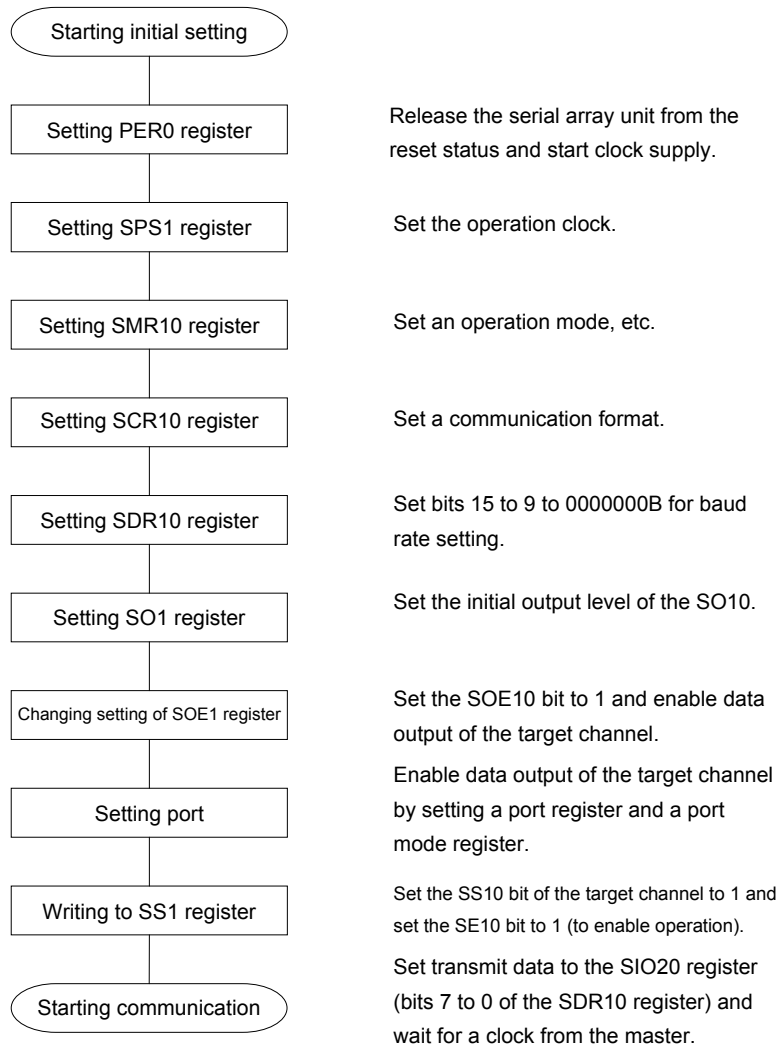 Starting initial setting
Setting PER0 register
Release the serial array unit from the
reset status and start clock supply.
Setting SPS1 register
Set the operation clock.
Setting SMR10 register
Set an operation mode, etc.
Setting SCR10 register
Set a communication format.
Setting SDR10 register
Set bits 15 to 9 to 0000000B for baud
rate setting.
Setting SO1 register
Set the initial output level of the SO10.
Changing setting of SOE1 register
Set the SOE10 bit to 1 and enable data
output of the target channel.
Setting port
Enable data output of the target channel
by setting a port register and a port
mode register.
Writing to SS1 register
Set the SS10 bit of the target channel to 1 and
set the SE10 bit to 1 (to enable operation).
Starting communication
Set transmit data to the SIO20 register
(bits 7 to 0 of the SDR10 register) and
wait for a clock from the master.